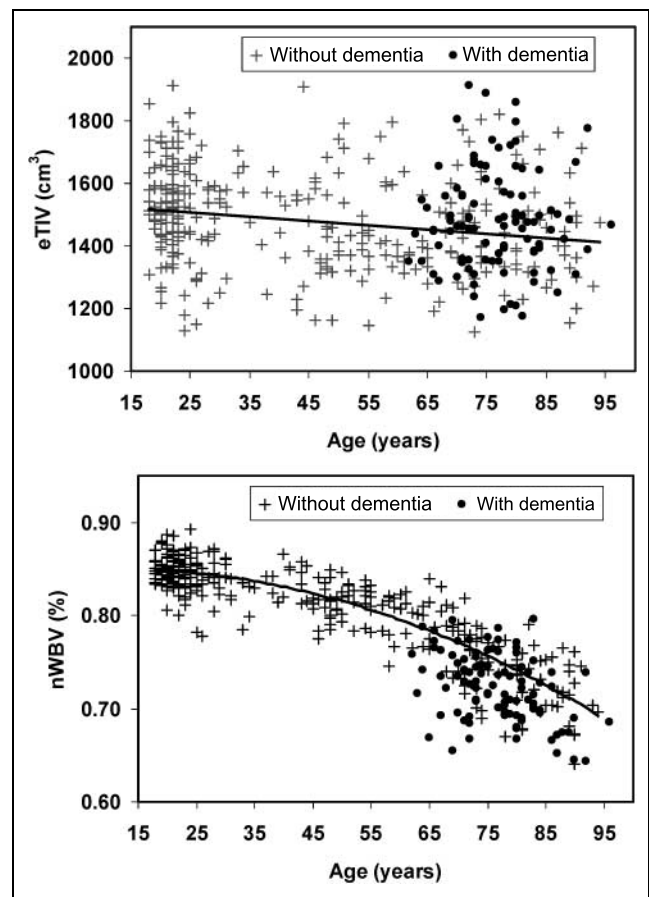 2000
+ Without dementia ● With dementia
1800
1600
1400
1200
1000
eTIV (cm³)
15 25 35 45 55 65 75 85 95
Age (years)
+ Without dementia ● With dementia
0.90
0.80
0.70
0.60
nWBV (%)
15 25 35 45 55 65 75 85 95
Age (years)